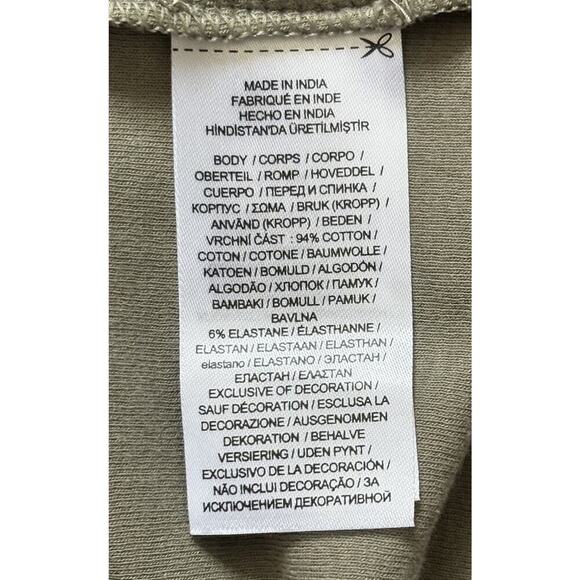 MADE IN INDIA
FABRIQUÉ EN INDE
HECHO EN INDIA
HİNDİSTAN'DA ÜRETİLMİŞTİR
BODY / CORPS / CORPO /
OBERTEIL / ROMP / HOVEDDEL /
CUERPO / ПЕРЕД И СПИНКА /
КОРПУС / ΣΩΜΑ / BRUK (KROPP) /
ANVÄND (KROPP) / BEDEN /
VRCHNÍ ČÁST : 94% COTTON /
COTON / COTONE / BAUMWOLLE /
KATOEN / BOMULD / ALGODÓN /
ALGODÃO / ХЛОПОК / ПАМУК /
BAMBAKI / BOMULL / PAMUK /
BAVLNA
6% ELASTANE / ÉLASTHANNE /
ELASTAN / ELASTAAN / ELASTHAN /
elastano / ELASTANO / ЭЛАСТАН /
ЕЛАСТАН / ΕΛΑΣΤΑΝ
EXCLUSIVE OF DECORATION /
SAUF DÉCORATION / ESCLUSA LA
DECORAZIONE / AUSGENOMMEN
DEKORATION / BEHALVE
VERSIERING / UDEN PYNT /
EXCLUSIVO DE LA DECORACIÓN /
NÃO INCLUI DECORAÇÃO / ЗА
ИСКЛЮЧЕНИЕМ ДЕКОРАТИВНОЙ